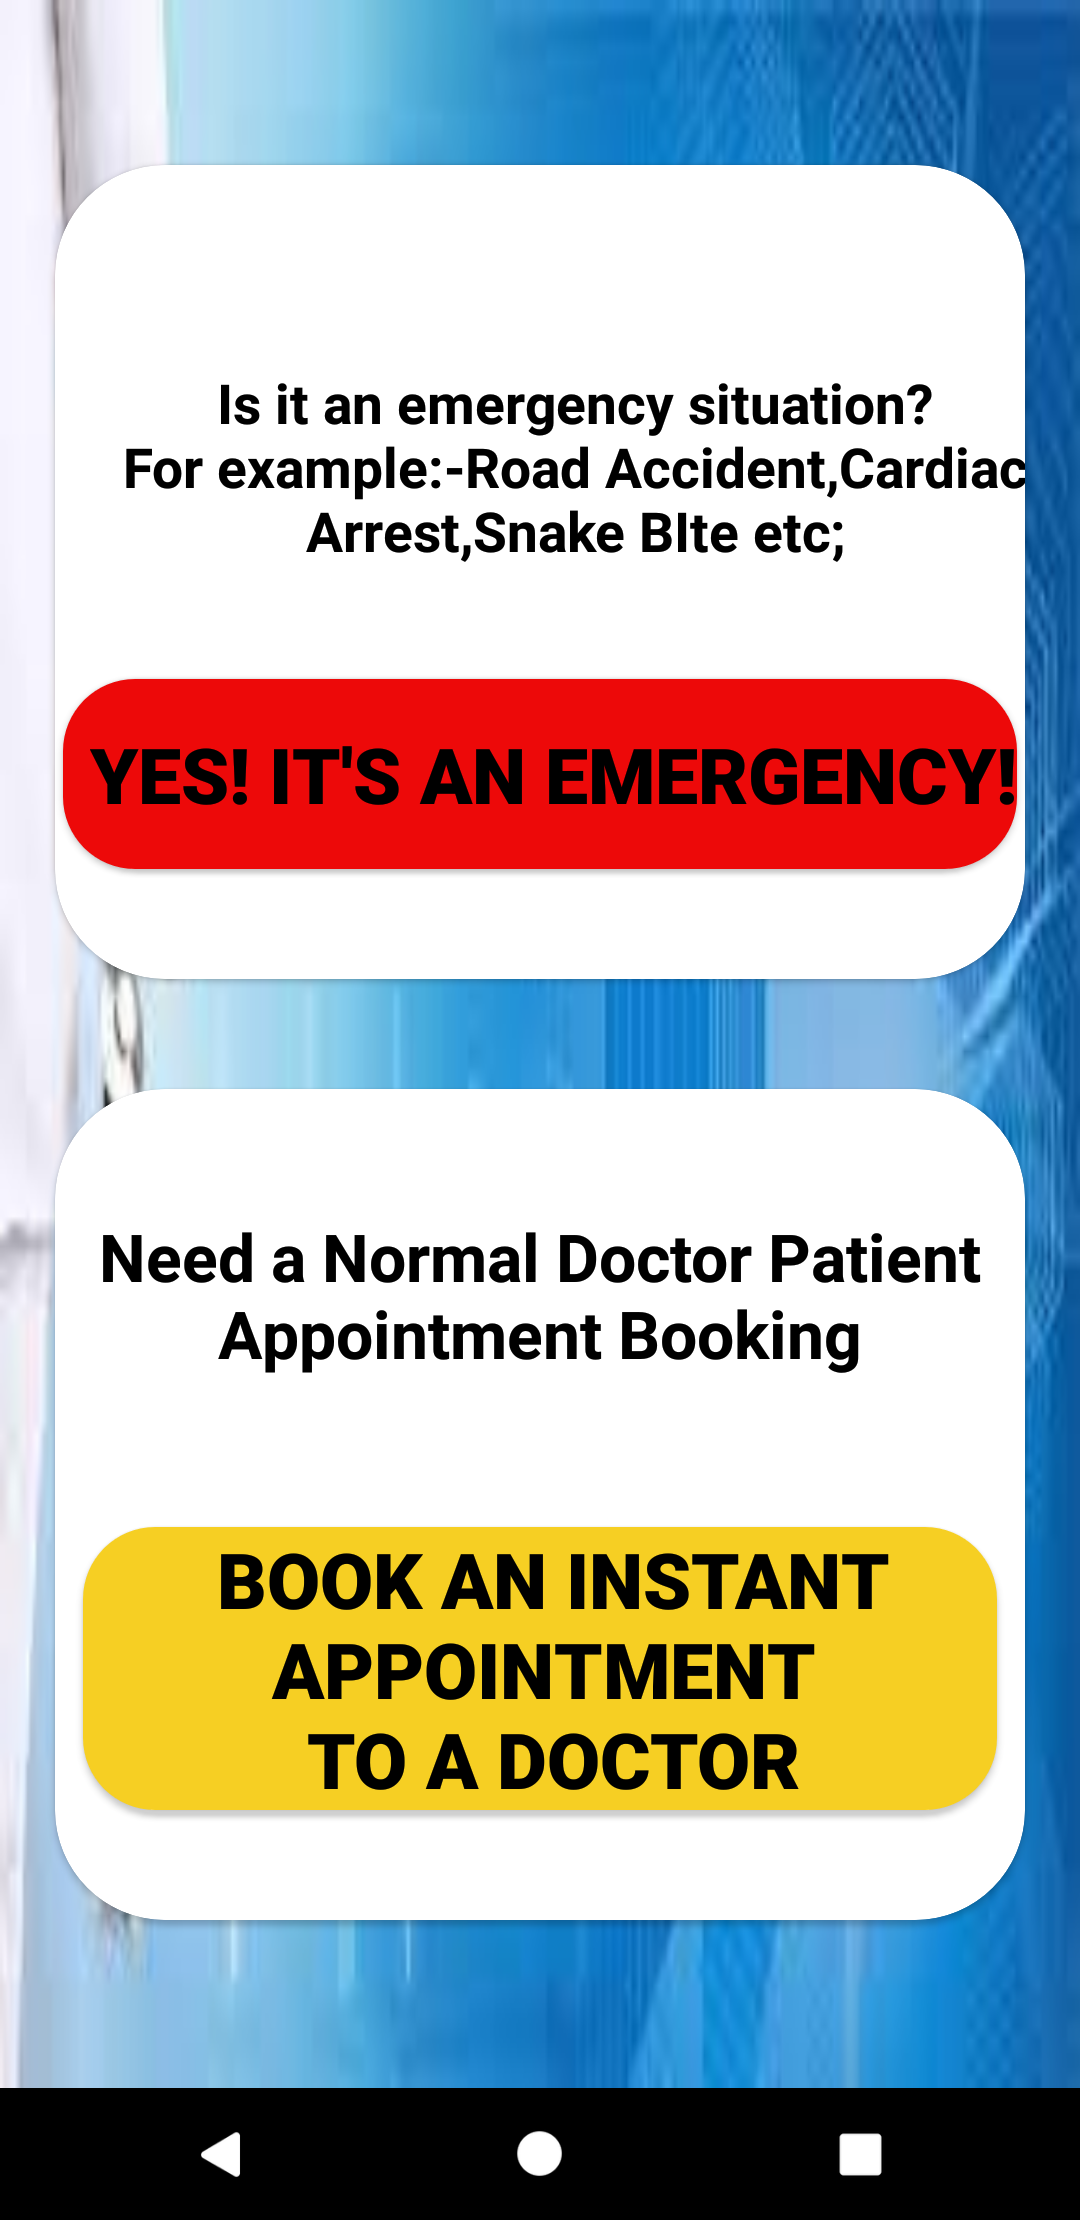 Is it an emergency situation?
For example:-Road Accident,Cardiac
Arrest,Snake BIte etc;
YES! IT'S AN EMERGENCY!
Need a Normal Doctor Patient
Appointment Booking
BOOK AN INSTANT
APPOINTMENT
TO A DOCTOR